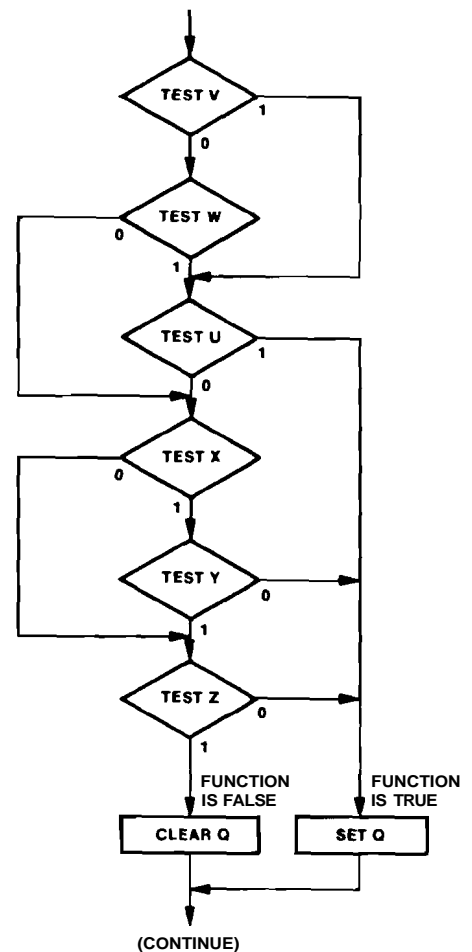 TEST V
1
0
TEST W
0
1
TEST U
1
0
TEST X
0
1
TEST Y
0
1
TEST Z
0
1
FUNCTION
IS FALSE
FUNCTION
IS TRUE
CLEAR Q
SET Q
(CONTINUE)